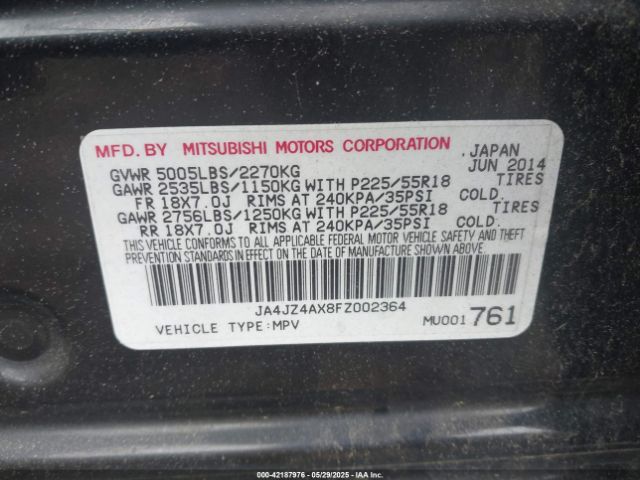 MFD. BY MITSUBISHI MOTORS CORPORATION JAPAN
GVWR 5005LBS/2270KG JUN 2014
GAWR 2535LBS/1150KG WITH P225/55R18 TIRES
FR 18X7.0J RIMS AT 240KPA/35PSI COLD.
GAWR 2756LBS/1250KG WITH P225/55R18 TIRES
RR 18X7.0J RIMS AT 240KPA/35PSI COLD.
THIS VEHICLE CONFORMS TO ALL APPLICABLE FEDERAL MOTOR VEHICLE SAFETY AND THEFT
PREVENTION STANDARDS IN EFFECT ON THE DATE OF MANUFACTURE SHOWN ABOVE.
JA4JZ4AX8FZ002364
VEHICLE TYPE:MPV MU001 761
000-42187976 - 05/29/2025 - IAA Inc.